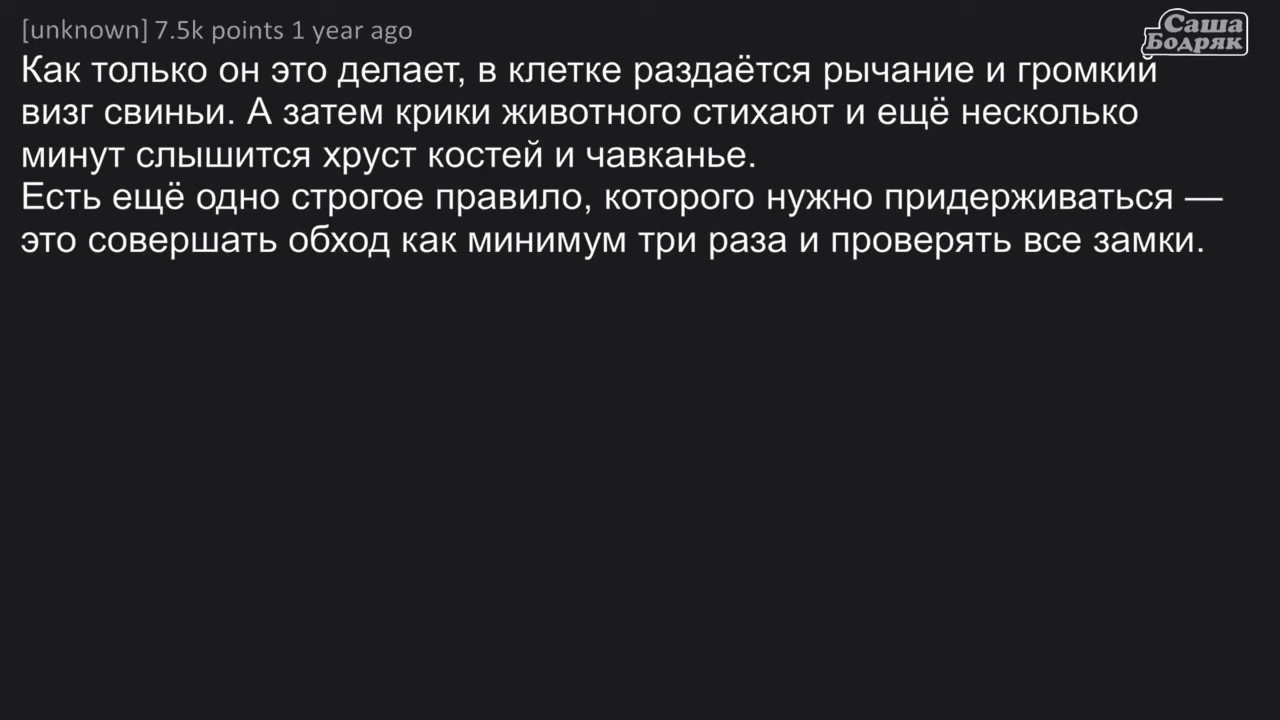 [unknown] 7.5k points 1 year ago
Саша
Бодряк
Как только он это делает, в клетке раздаётся рычание и громкий
визг свиньи. А затем крики животного стихают и ещё несколько
минут слышится хруст костей и чавканье.
Есть ещё одно строгое правило, которого нужно придерживаться —
это совершать обход как минимум три раза и проверять все замки.